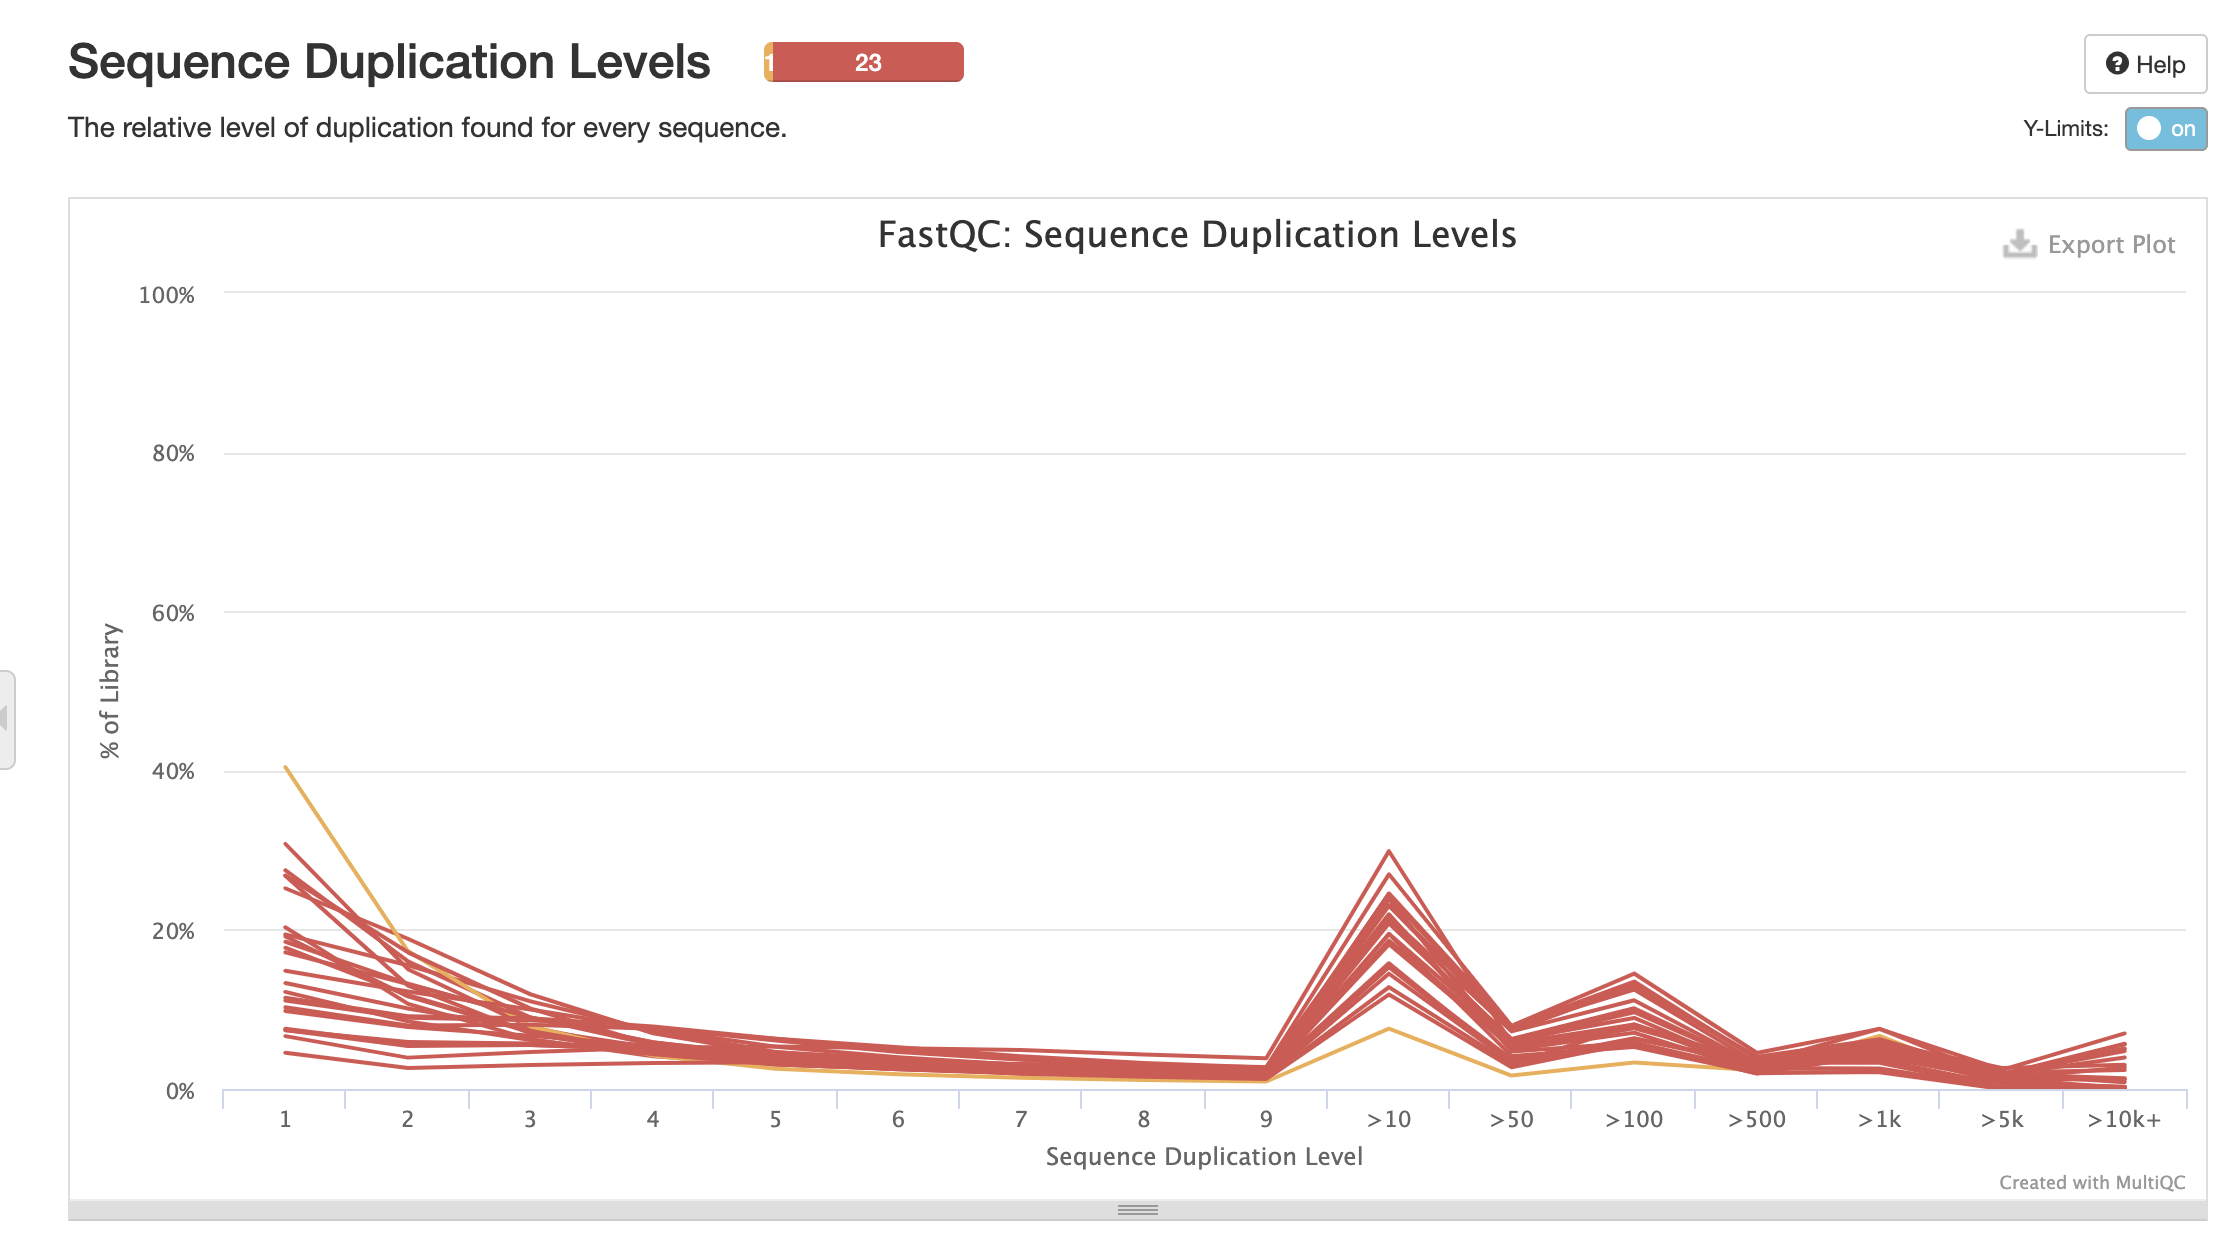 Sequence Duplication Levels
1 23
Help
The relative level of duplication found for every sequence.
Y-Limits: on
FastQC: Sequence Duplication Levels
Export Plot
100%
80%
60%
40%
20%
0%
% of Library
1 2 3 4 5 6 7 8 9 >10 >50 >100 >500 >1k >5k >10k+
Sequence Duplication Level
Created with MultiQC